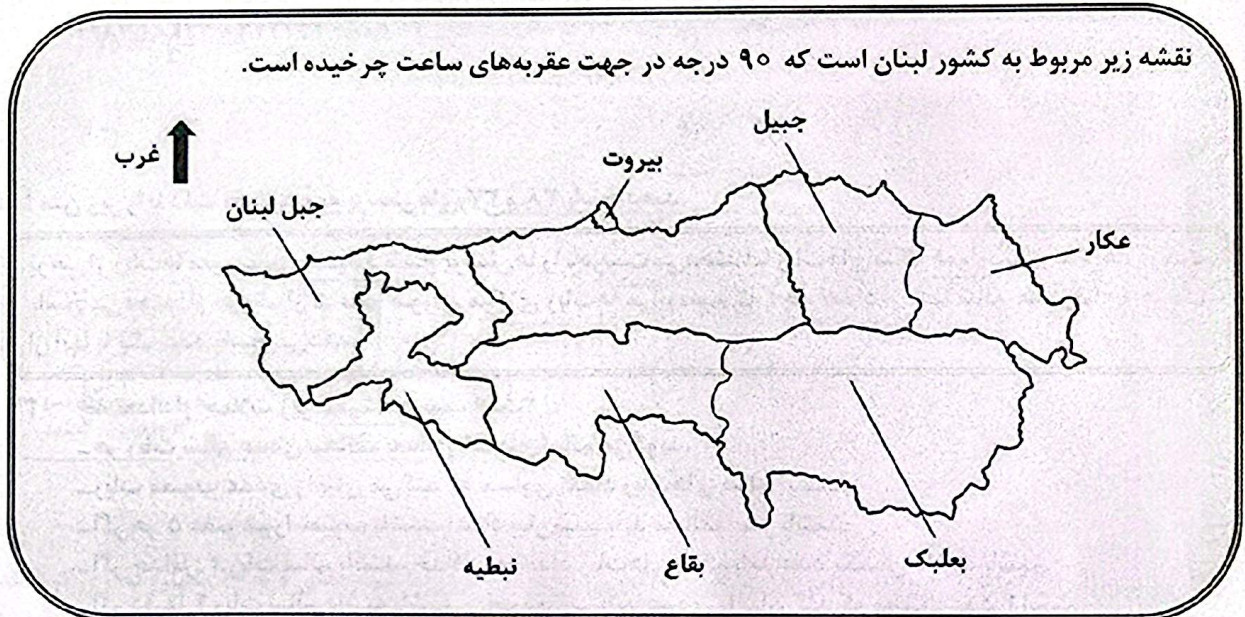 نقشه زیر مربوط به کشور لبنان است که ۹۰ درجه در جهت عقربه‌های ساعت چرخیده است.
جبیل
غرب
بیروت
جبل لبنان
عکار
نبطیه
بقاع
بعلبک